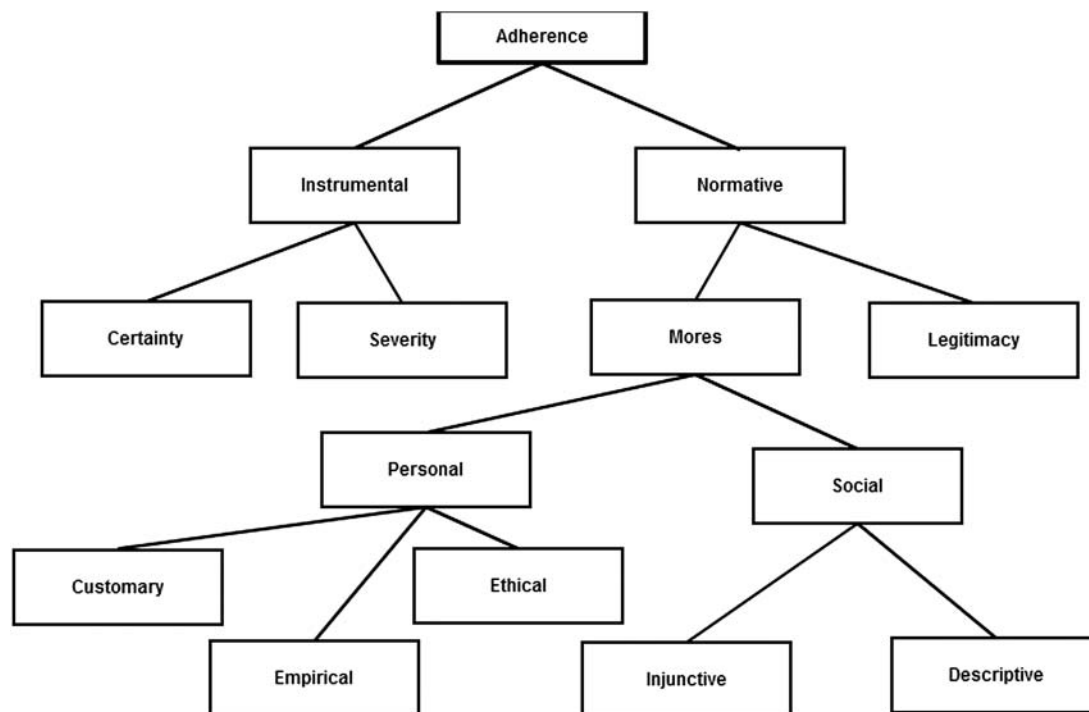 Adherence
Instrumental
Normative
Certainty
Severity
Mores
Legitimacy
Personal
Social
Customary
Ethical
Empirical
Injunctive
Descriptive